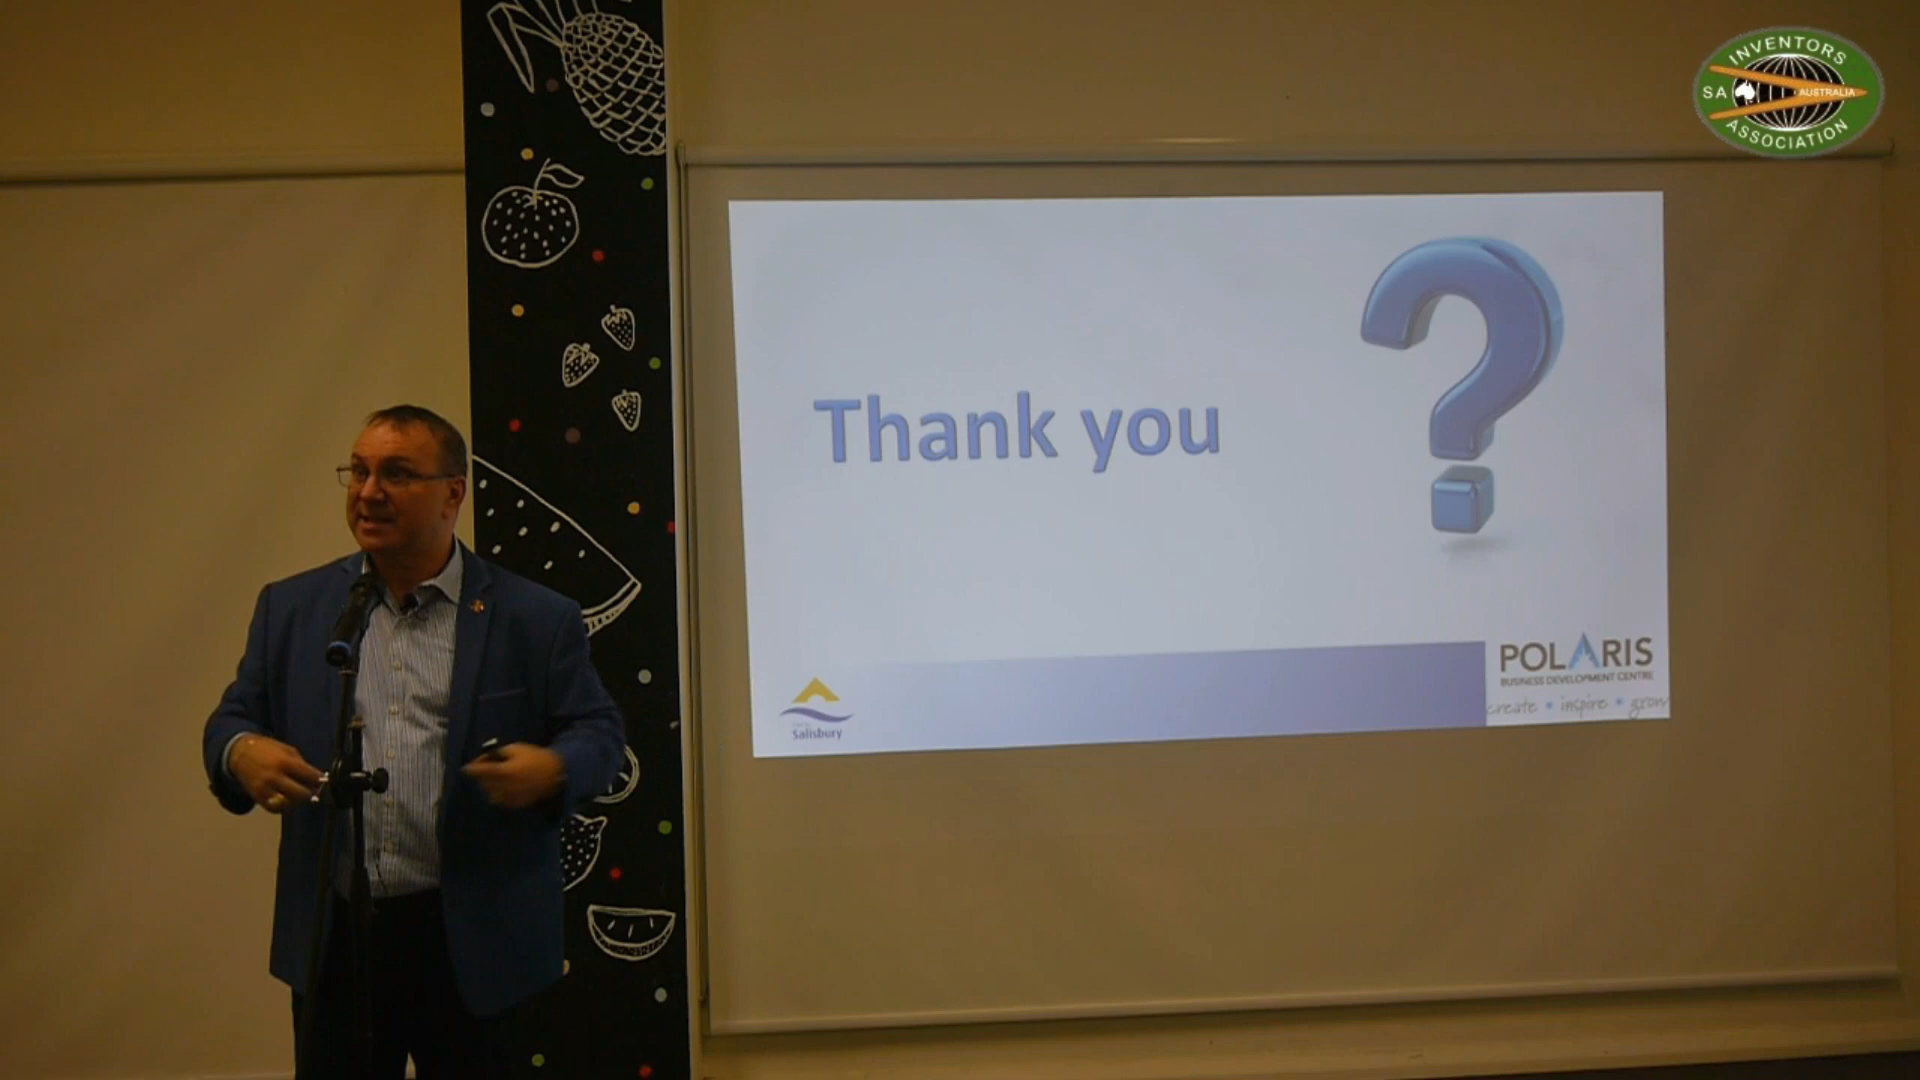 INVENTORS
SA AUSTRALIA
ASSOCIATION
Thank you
POLARIS
BUSINESS DEVELOPMENT CENTRE
create * inspire * grow
Salisbury